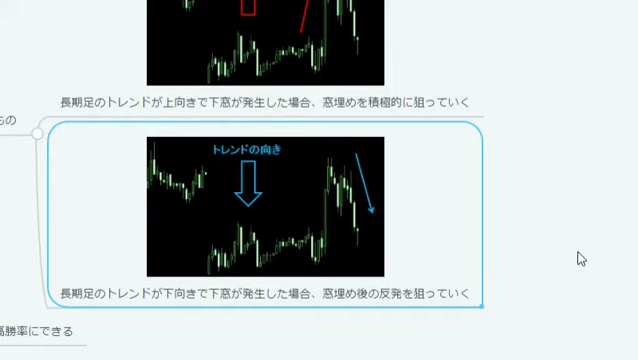 長期足のトレンドが上向きで下窓が発生した場合、窓埋めを積極的に狙っていく
もの
トレンドの向き
長期足のトレンドが下向きで下窓が発生した場合、窓埋め後の反発を狙っていく
高勝率にできる